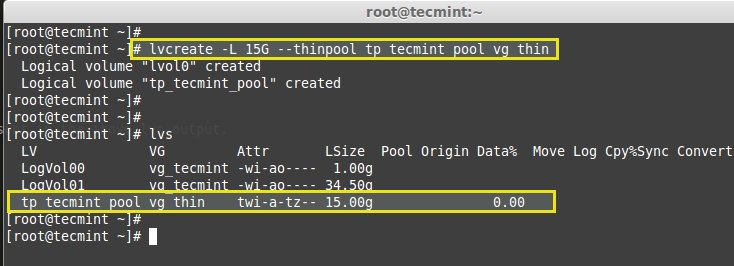 root@tecmint:~
[root@tecmint ~]#
[root@tecmint ~]# lvcreate -L 15G --thinpool tp_tecmint_pool vg_thin
  Logical volume "lvol0" created
  Logical volume "tp_tecmint_pool" created
[root@tecmint ~]#
[root@tecmint ~]#
[root@tecmint ~]# lvs
  LV              VG         Attr      LSize  Pool Origin Data%  Move Log Cpy%Sync Convert
  LogVol00        vg_tecmint -wi-ao----  1.00g
  LogVol01        vg_tecmint -wi-ao---- 34.50g
  tp_tecmint_pool vg_thin    twi-a-tz-- 15.00g               0.00
[root@tecmint ~]#
[root@tecmint ~]#